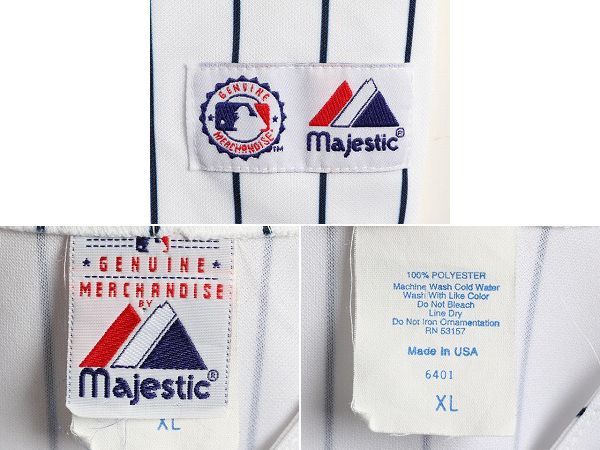 GENUINE
MERCHANDISE
TM
Majestic®
GENUINE
MERCHANDISE
BY
Majestic®
XL
100% POLYESTER
Machine Wash Cold Water
Wash With Like Color
Do Not Bleach
Line Dry
Do Not Iron Ornamentation
RN 53157
Made In USA
6401
XL